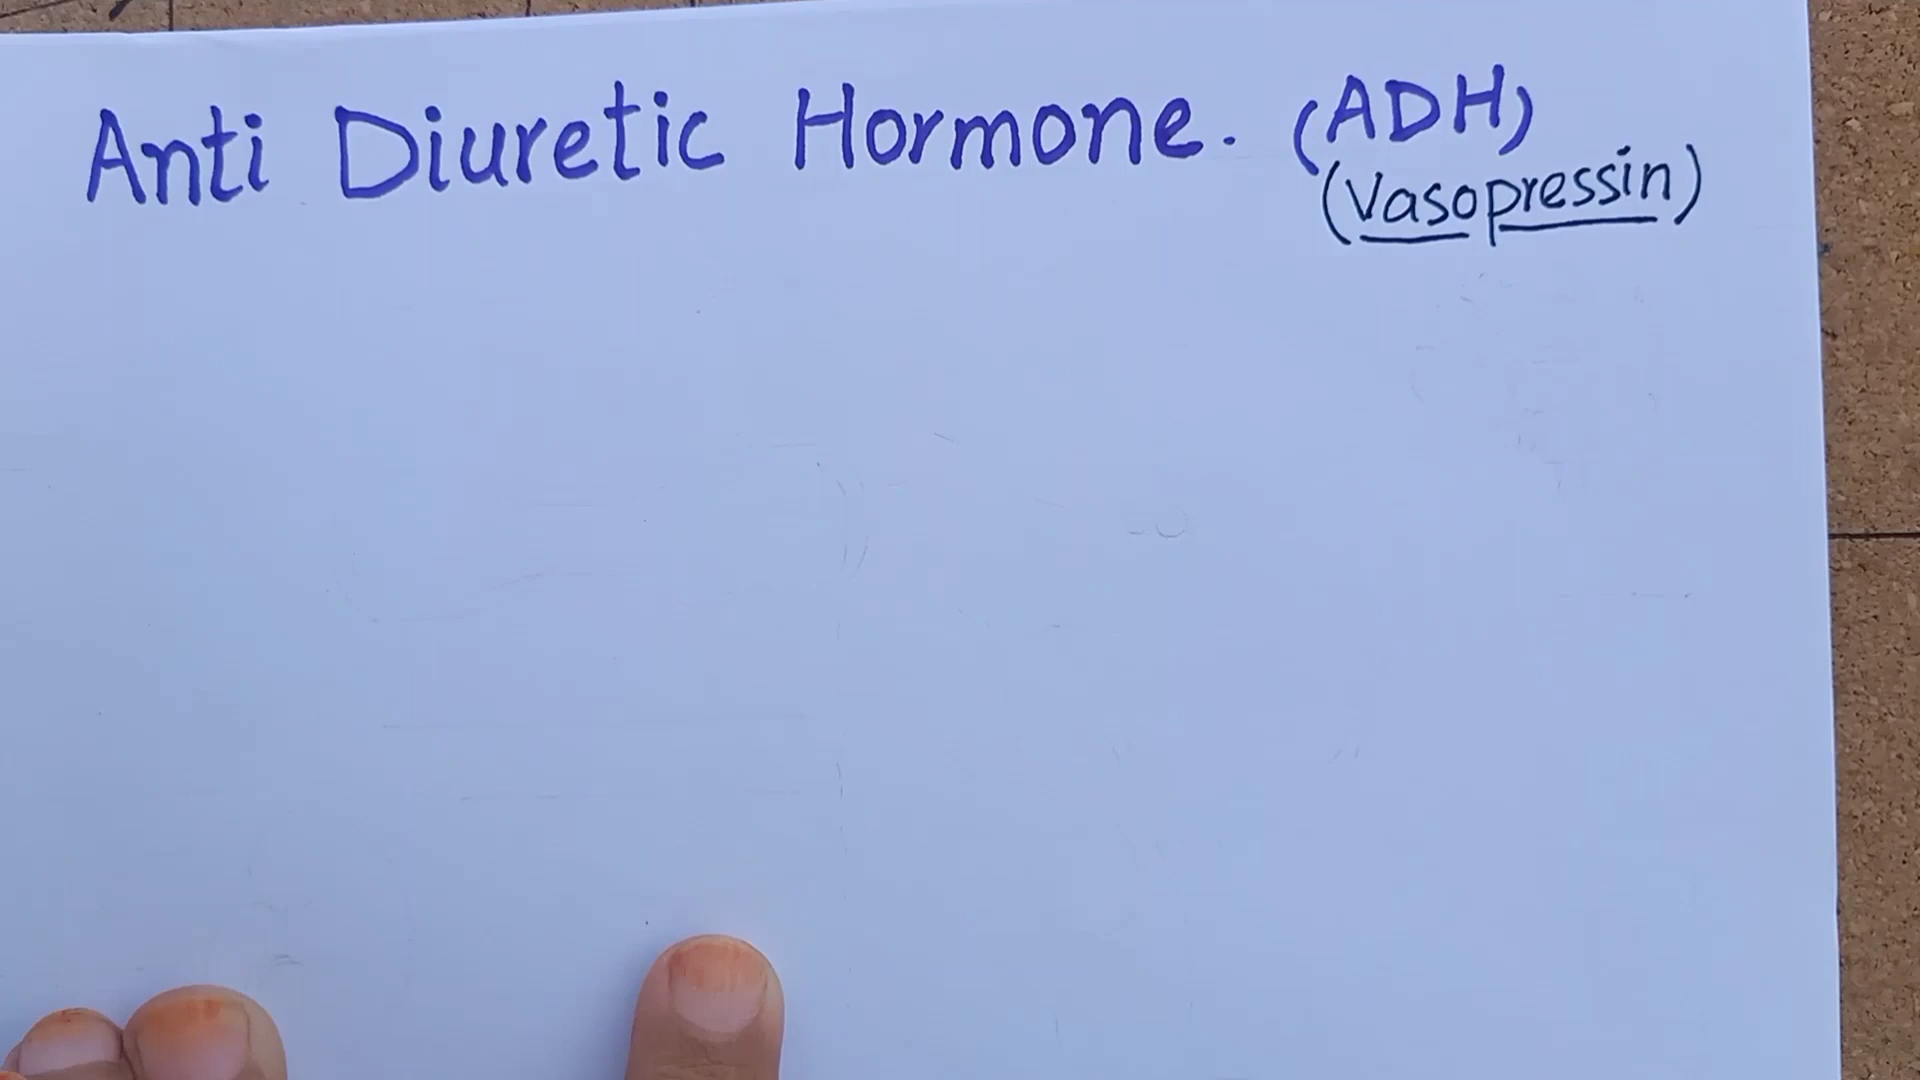 Anti Diuretic Hormone. (ADH)
(Vasopressin)